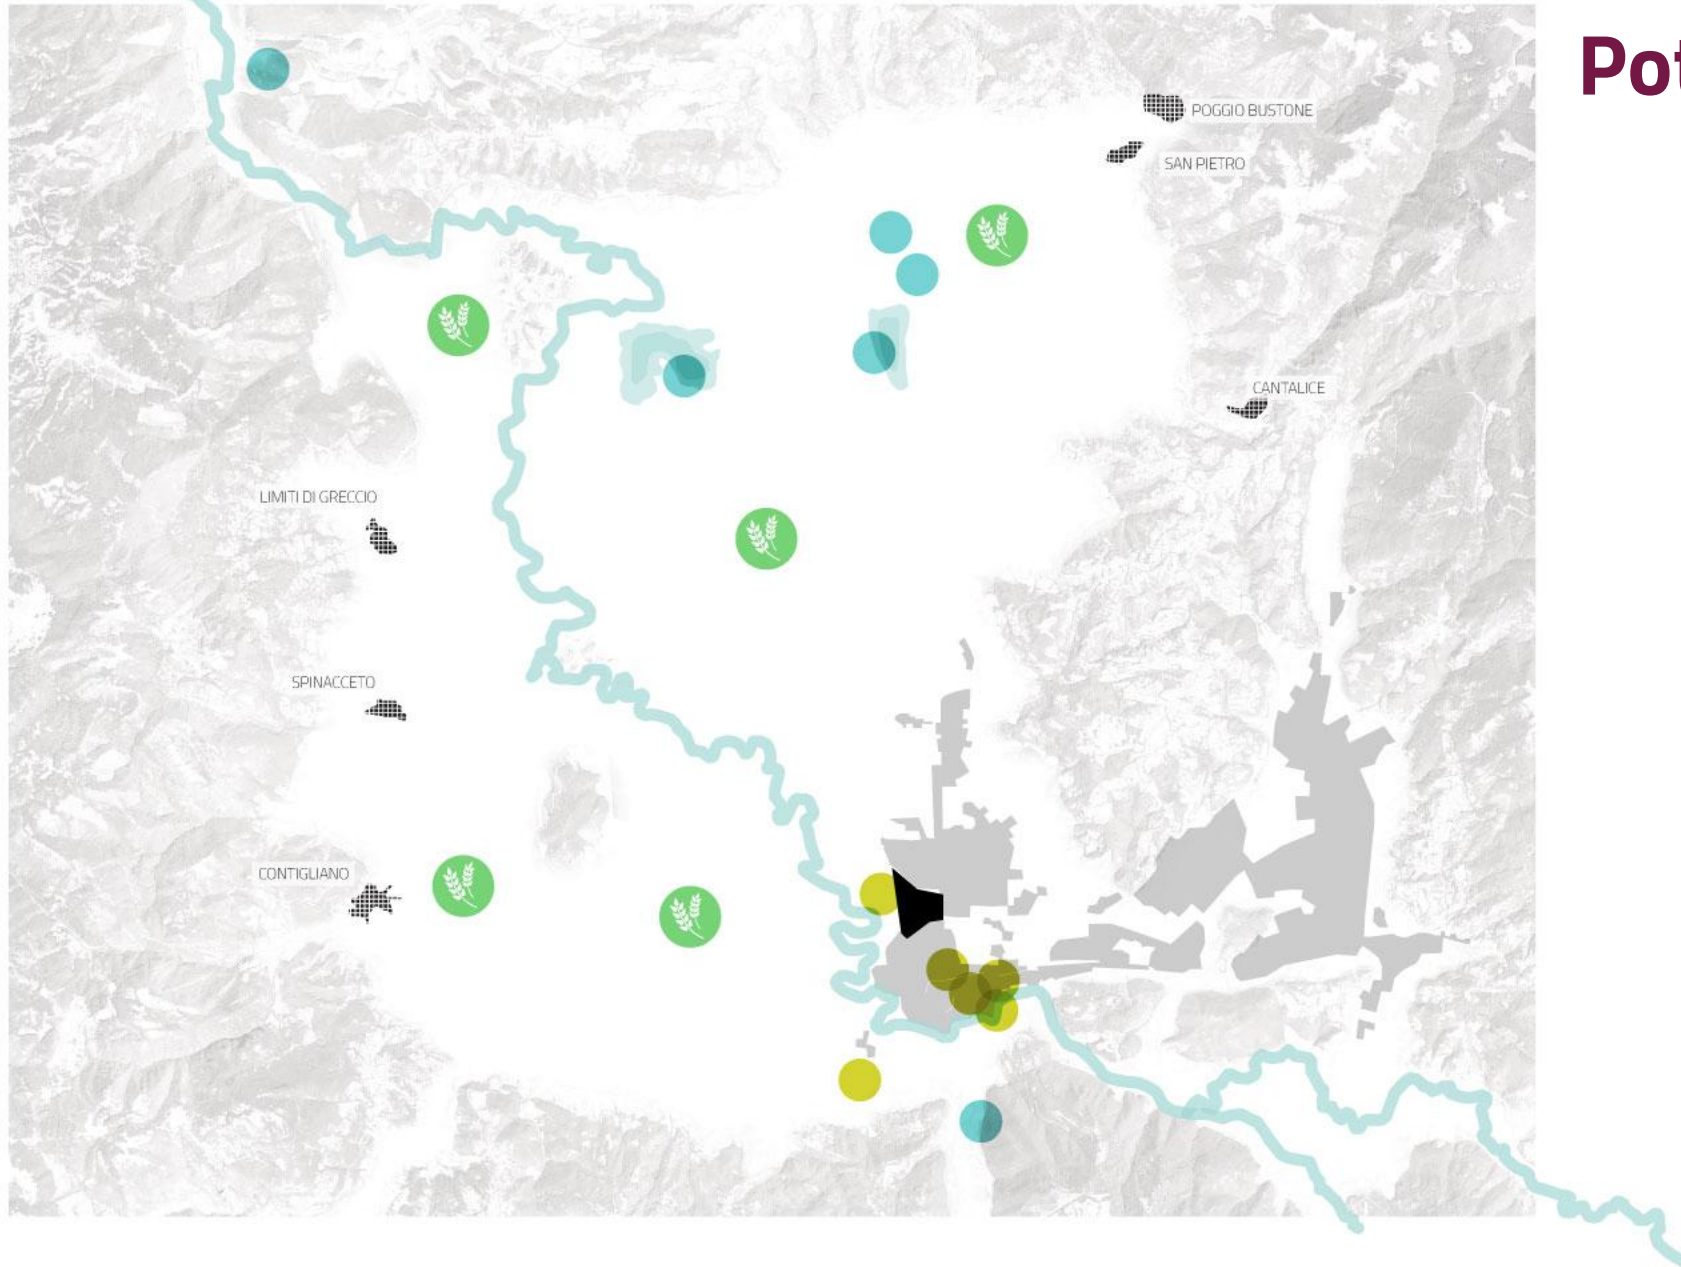 Pot
POGGIO BUSTONE
SAN PIETRO
CANTALICE
LIMITI DI GRECCIO
SPINACCETO
CONTIGLIANO